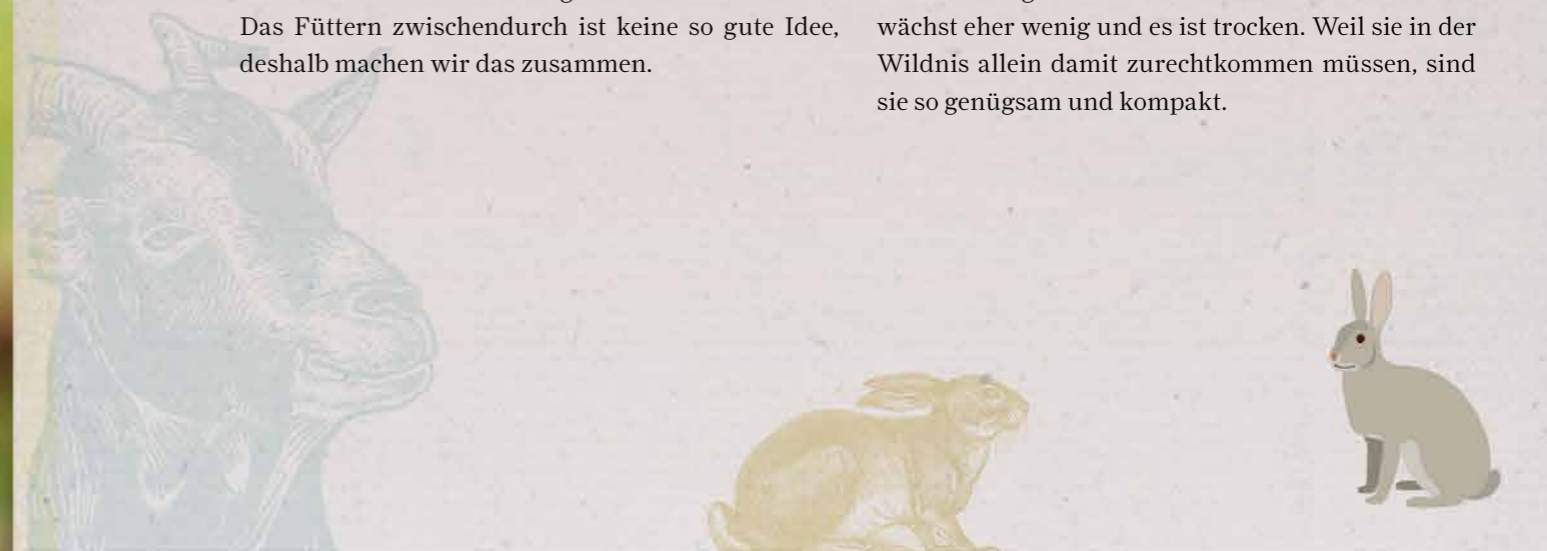 Das Füttern zwischendurch ist keine so gute Idee,
deshalb machen wir das zusammen.
wächst eher wenig und es ist trocken. Weil sie in der
Wildnis allein damit zurechtkommen müssen, sind
sie so genügsam und kompakt.